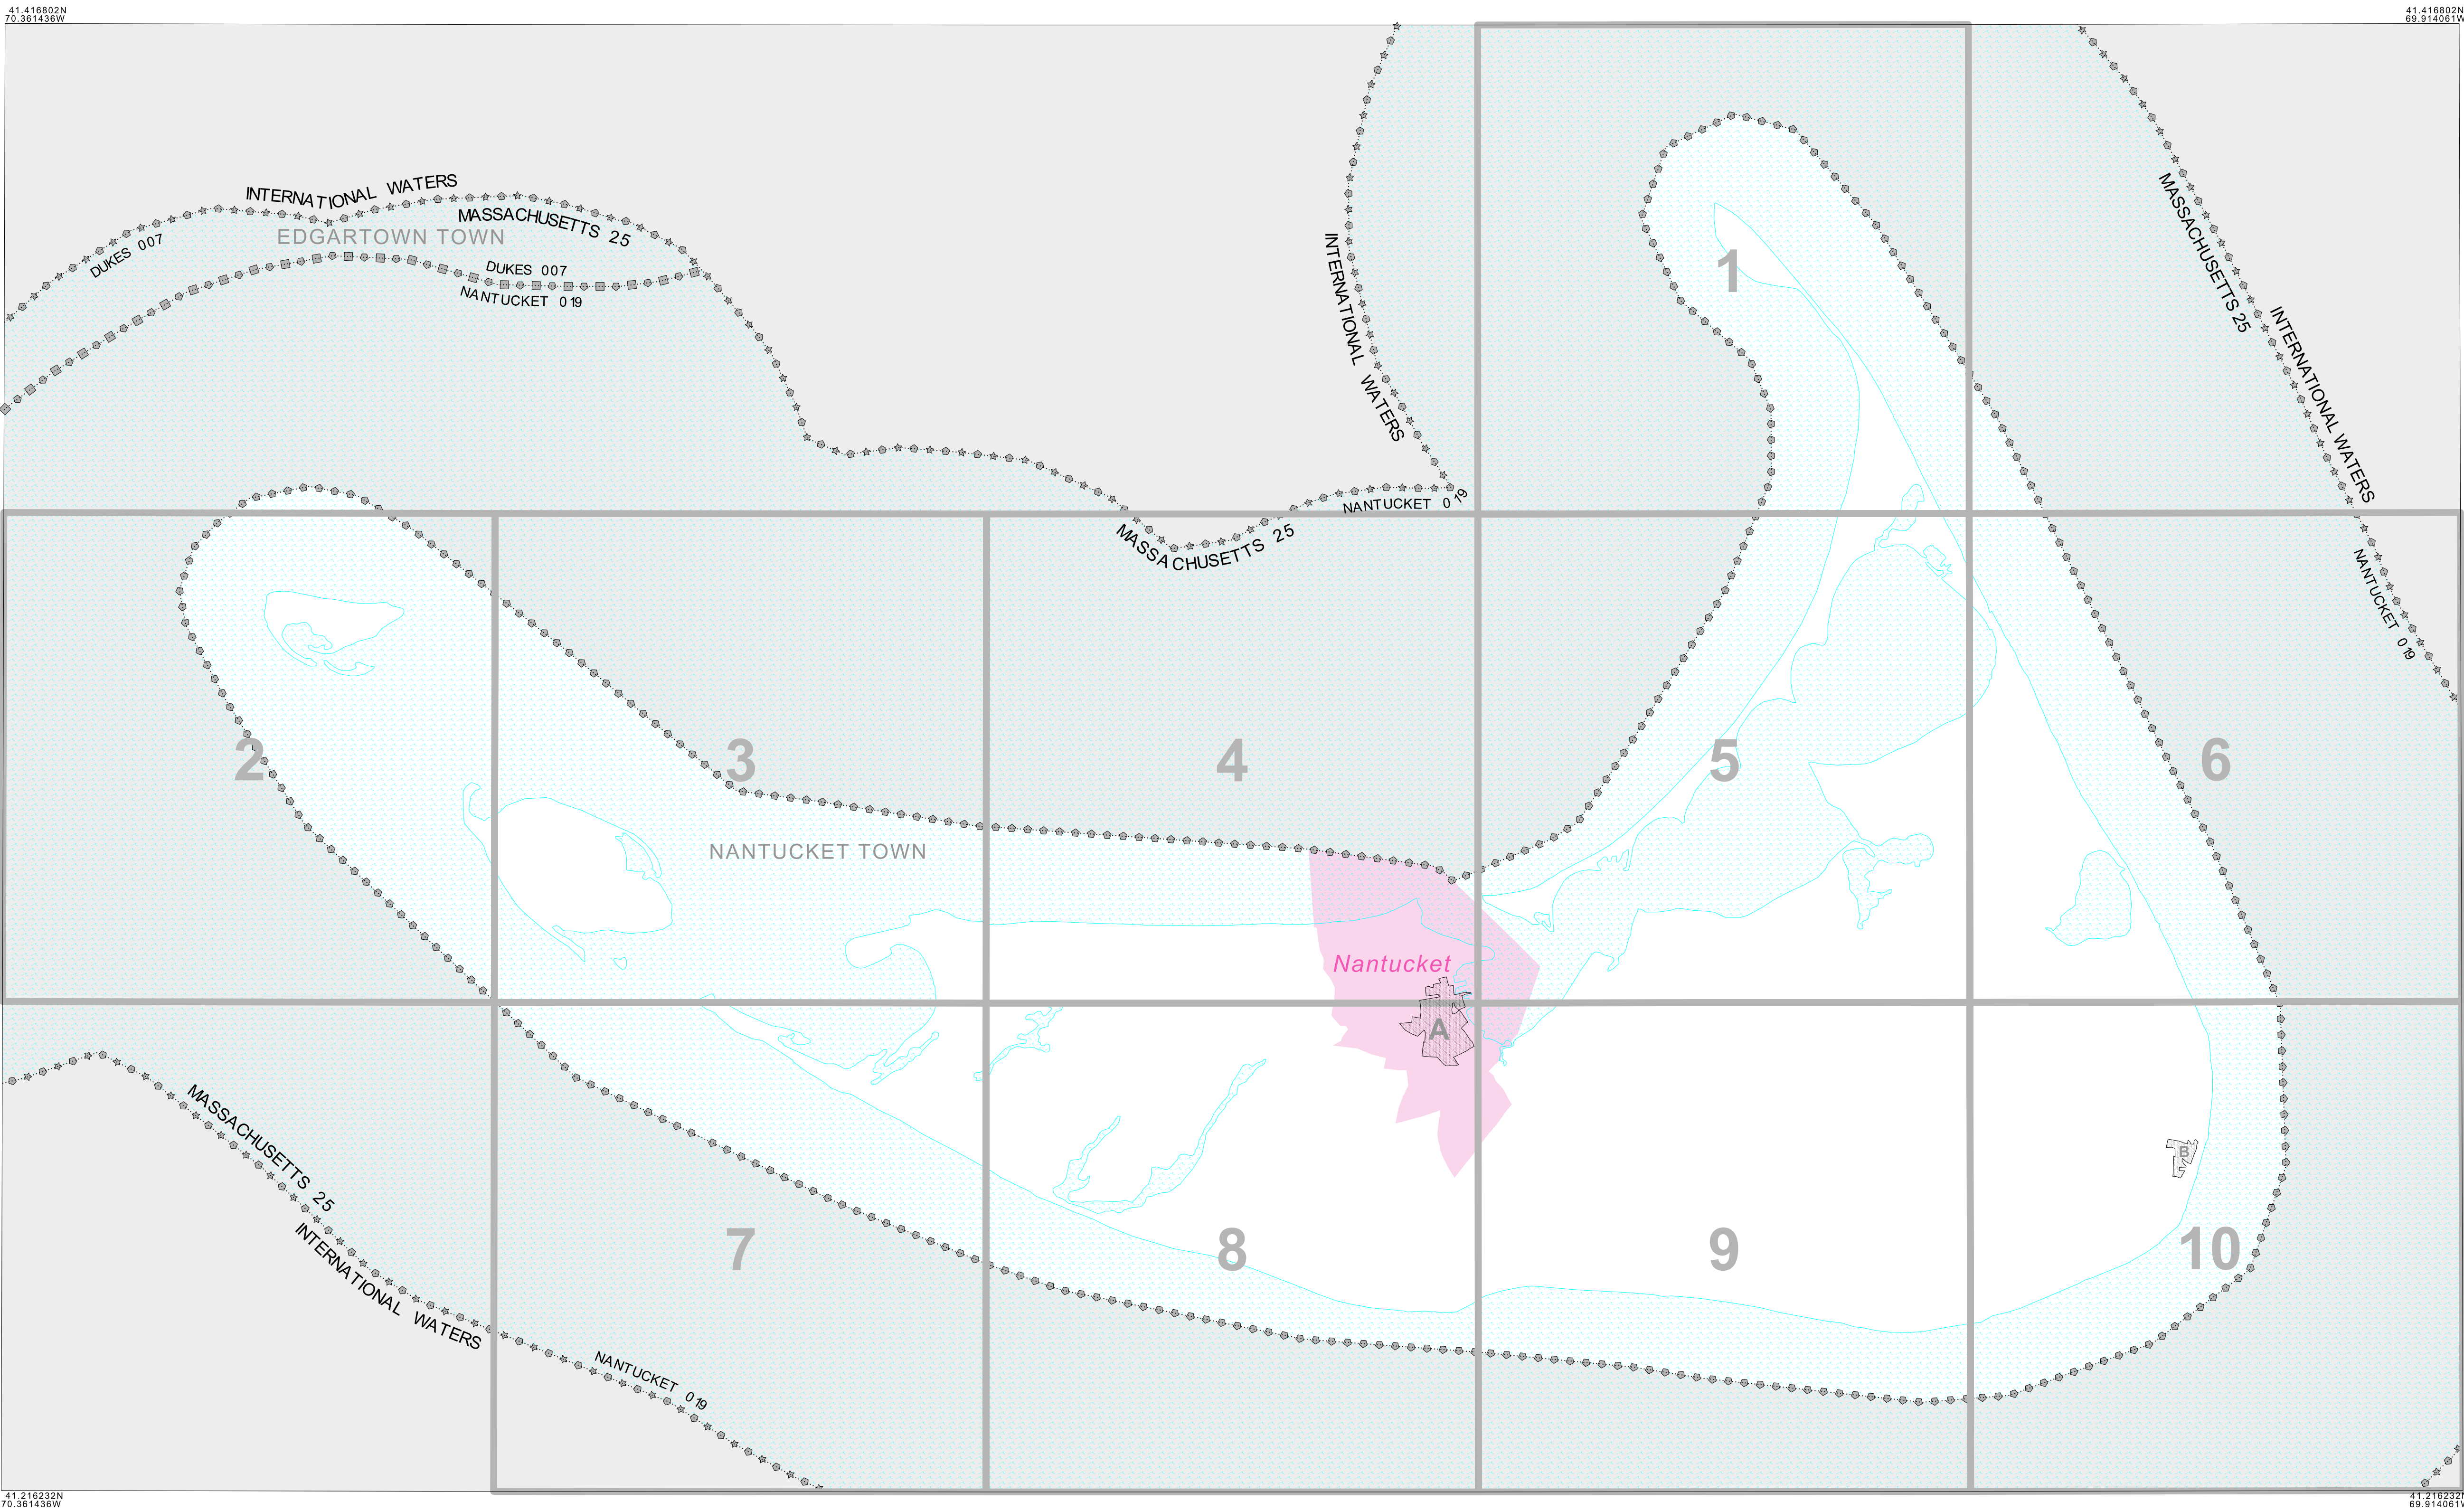 41.416802N
70.361436W
41.416802N
69.914061W
INTERNATIONAL WATERS
MASSACHUSETTS 25
EDGARTOWN TOWN
DUKES 007
DUKES 007
NANTUCKET 019
INTERNATIONAL WATERS
MASSACHUSETTS 25
INTERNATIONAL WATERS
1
NANTUCKET 019
MASSACHUSETTS 25
NANTUCKET 019
2
3
4
5
6
NANTUCKET TOWN
Nantucket
A
B
MASSACHUSETTS 25
INTERNATIONAL WATERS
NANTUCKET 019
7
8
9
10
41.216232N
70.361436W
41.216232N
69.914061W